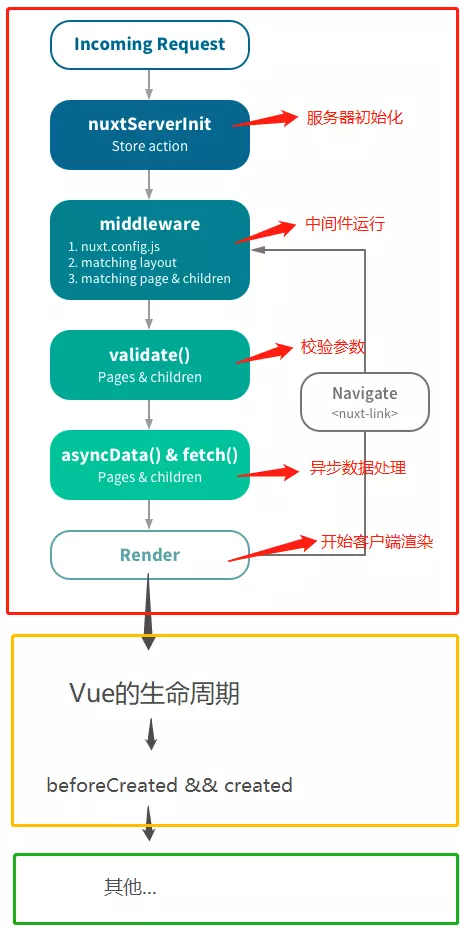 Incoming Request
nuxtServerInit
Store action
服务器初始化
middleware
1. nuxt.config.js
2. matching layout
3. matching page & children
中间件运行
validate()
Pages & children
校验参数
Navigate
<nuxt-link>
asyncData() & fetch()
Pages & children
异步数据处理
Render
开始客户端渲染
Vue的生命周期
beforeCreated && created
其他...